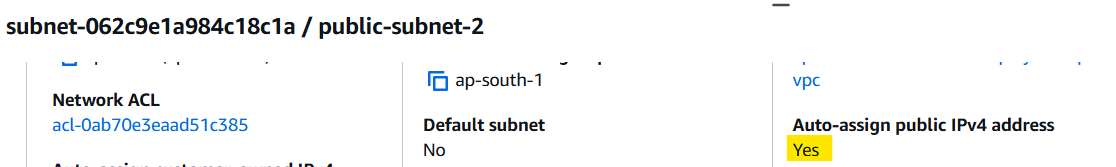 subnet-062c9e1a984c18c1a / public-subnet-2
ap-south-1
vpc
Network ACL
acl-0ab70e3eaad51c385
Default subnet
No
Auto-assign public IPv4 address
Yes